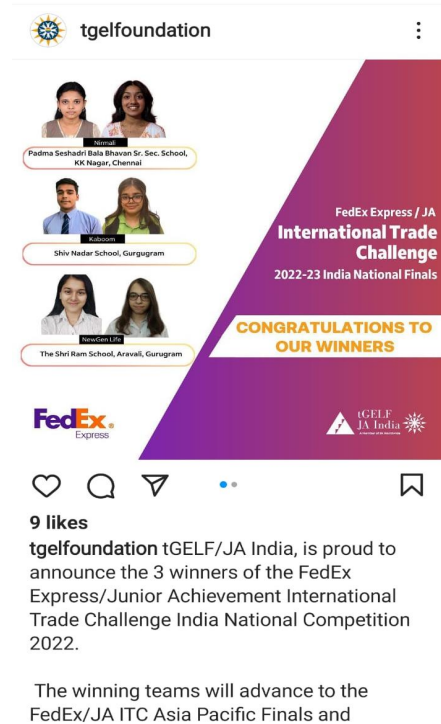 tgelfoundation
Nirmali
Padma Seshadri Bala Bhavan Sr. Sec. School,
KK Nagar, Chennai
Kaboom
Shiv Nadar School, Gurgugram
NewGen Life
The Shri Ram School, Aravali, Gurugram
FedEx Express / JA
International Trade
Challenge
2022-23 India National Finals
CONGRATULATIONS TO
OUR WINNERS
FedEx®
Express
tGELF
JA India
9 likes
tgelfoundation tGELF/JA India, is proud to
announce the 3 winners of the FedEx
Express/Junior Achievement International
Trade Challenge India National Competition
2022.
The winning teams will advance to the
FedEx/JA ITC Asia Pacific Finals and